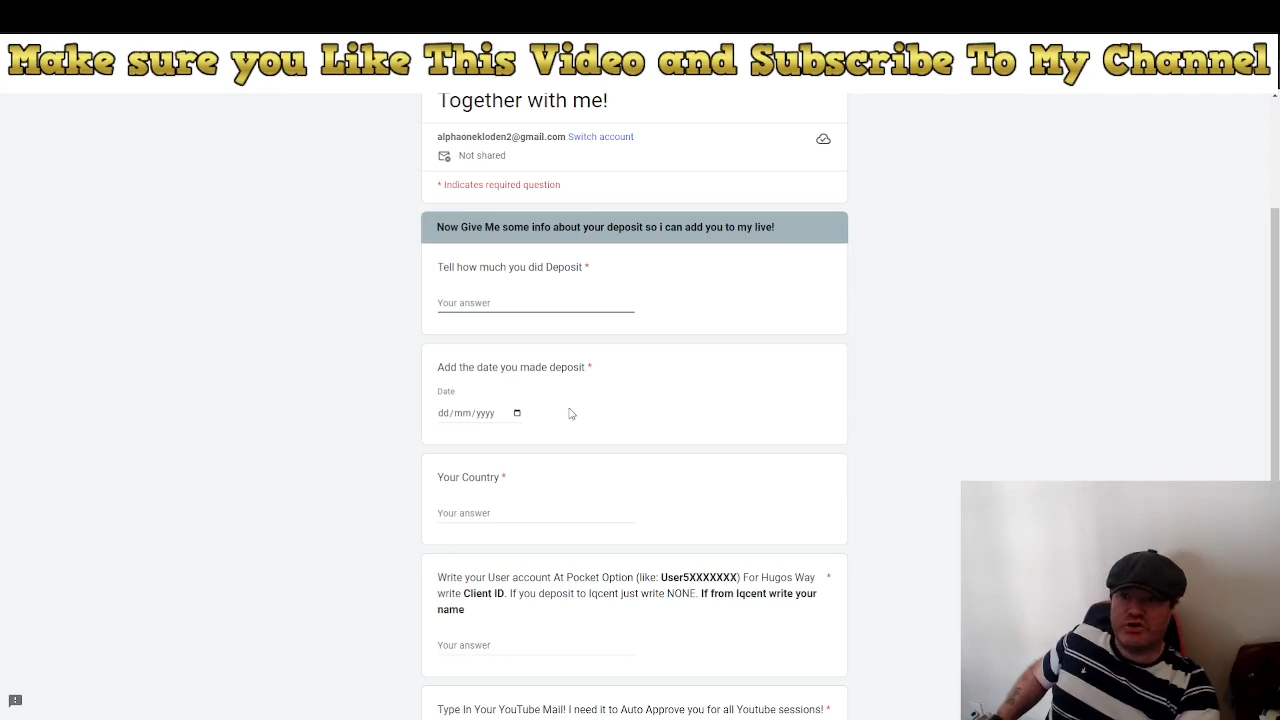 Make sure you Like This Video and Subscribe To My Channel
Together with me!
alphaonekloden2@gmail.com Switch account
Not shared
* Indicates required question
Now Give Me some info about your deposit so i can add you to my live!
Tell how much you did Deposit *
Your answer
Add the date you made deposit *
Date
dd/mm/yyyy
Your Country *
Your answer
Write your User account At Pocket Option (like: User5XXXXXXX) For Hugos Way *
write Client ID. If you deposit to Iqcent just write NONE. If from Iqcent write your
name
Your answer
Type In Your YouTube Mail! I need it to Auto Approve you for all Youtube sessions! *